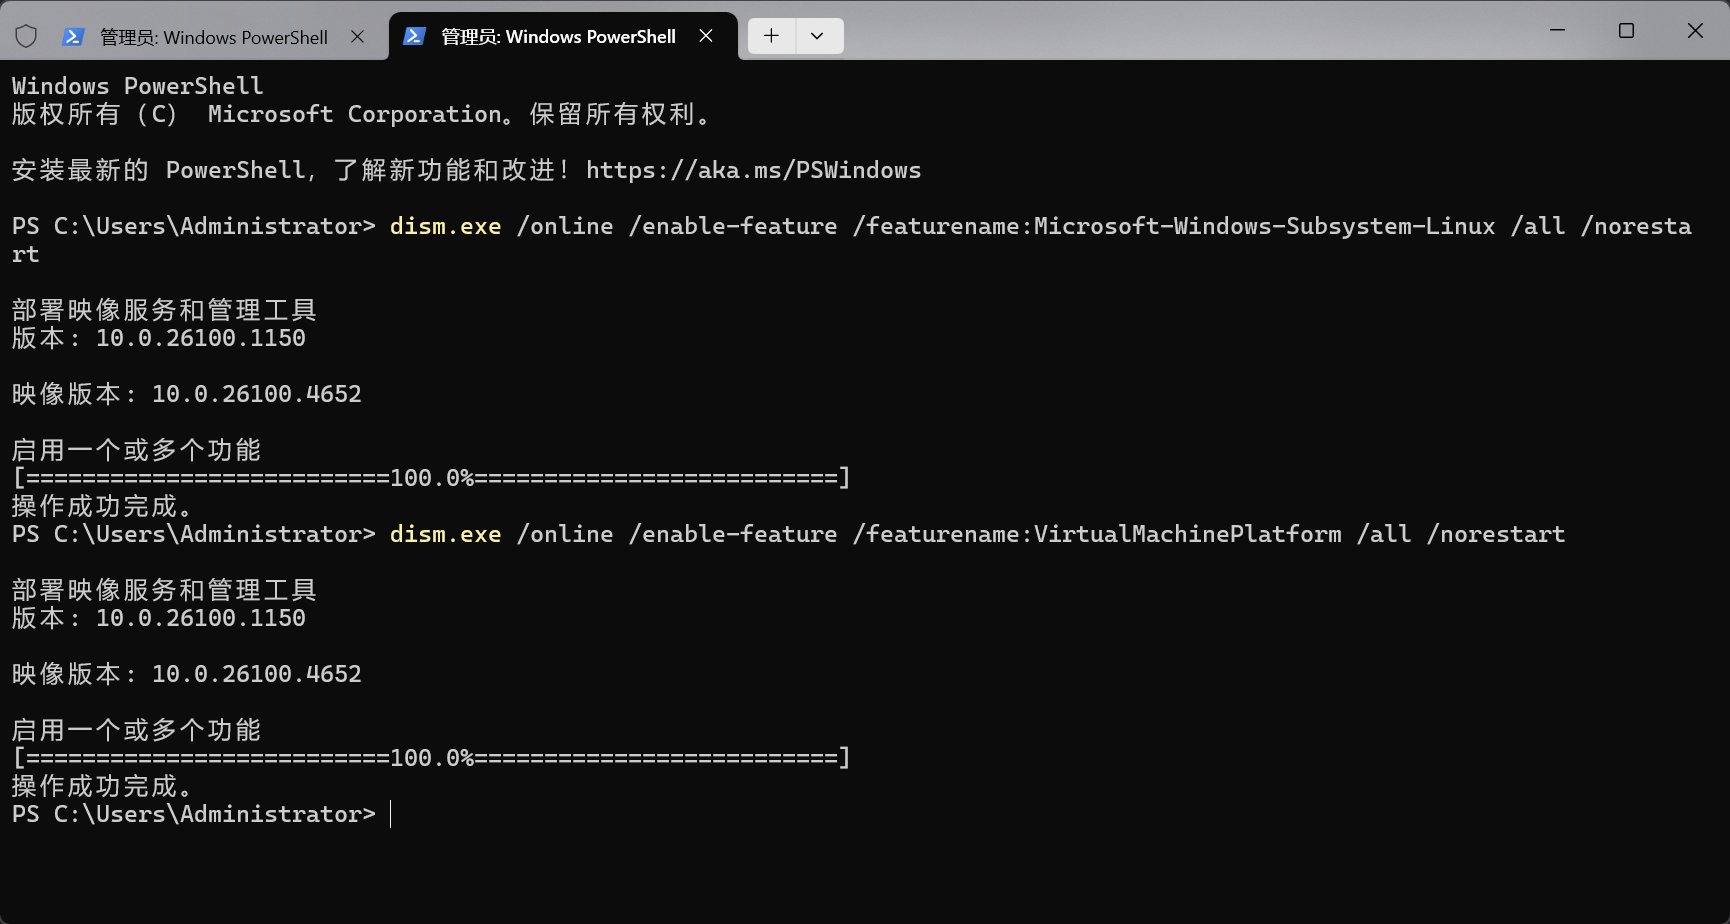 管理员: Windows PowerShell
管理员: Windows PowerShell
Windows PowerShell
版权所有（C） Microsoft Corporation。保留所有权利。
安装最新的 PowerShell，了解新功能和改进！https://aka.ms/PSWindows
PS C:\Users\Administrator> dism.exe /online /enable-feature /featurename:Microsoft-Windows-Subsystem-Linux /all /noresta
rt
部署映像服务和管理工具
版本: 10.0.26100.1150
映像版本: 10.0.26100.4652
启用一个或多个功能
[==========================100.0%==========================]
操作成功完成。
PS C:\Users\Administrator> dism.exe /online /enable-feature /featurename:VirtualMachinePlatform /all /norestart
部署映像服务和管理工具
版本: 10.0.26100.1150
映像版本: 10.0.26100.4652
启用一个或多个功能
[==========================100.0%==========================]
操作成功完成。
PS C:\Users\Administrator>